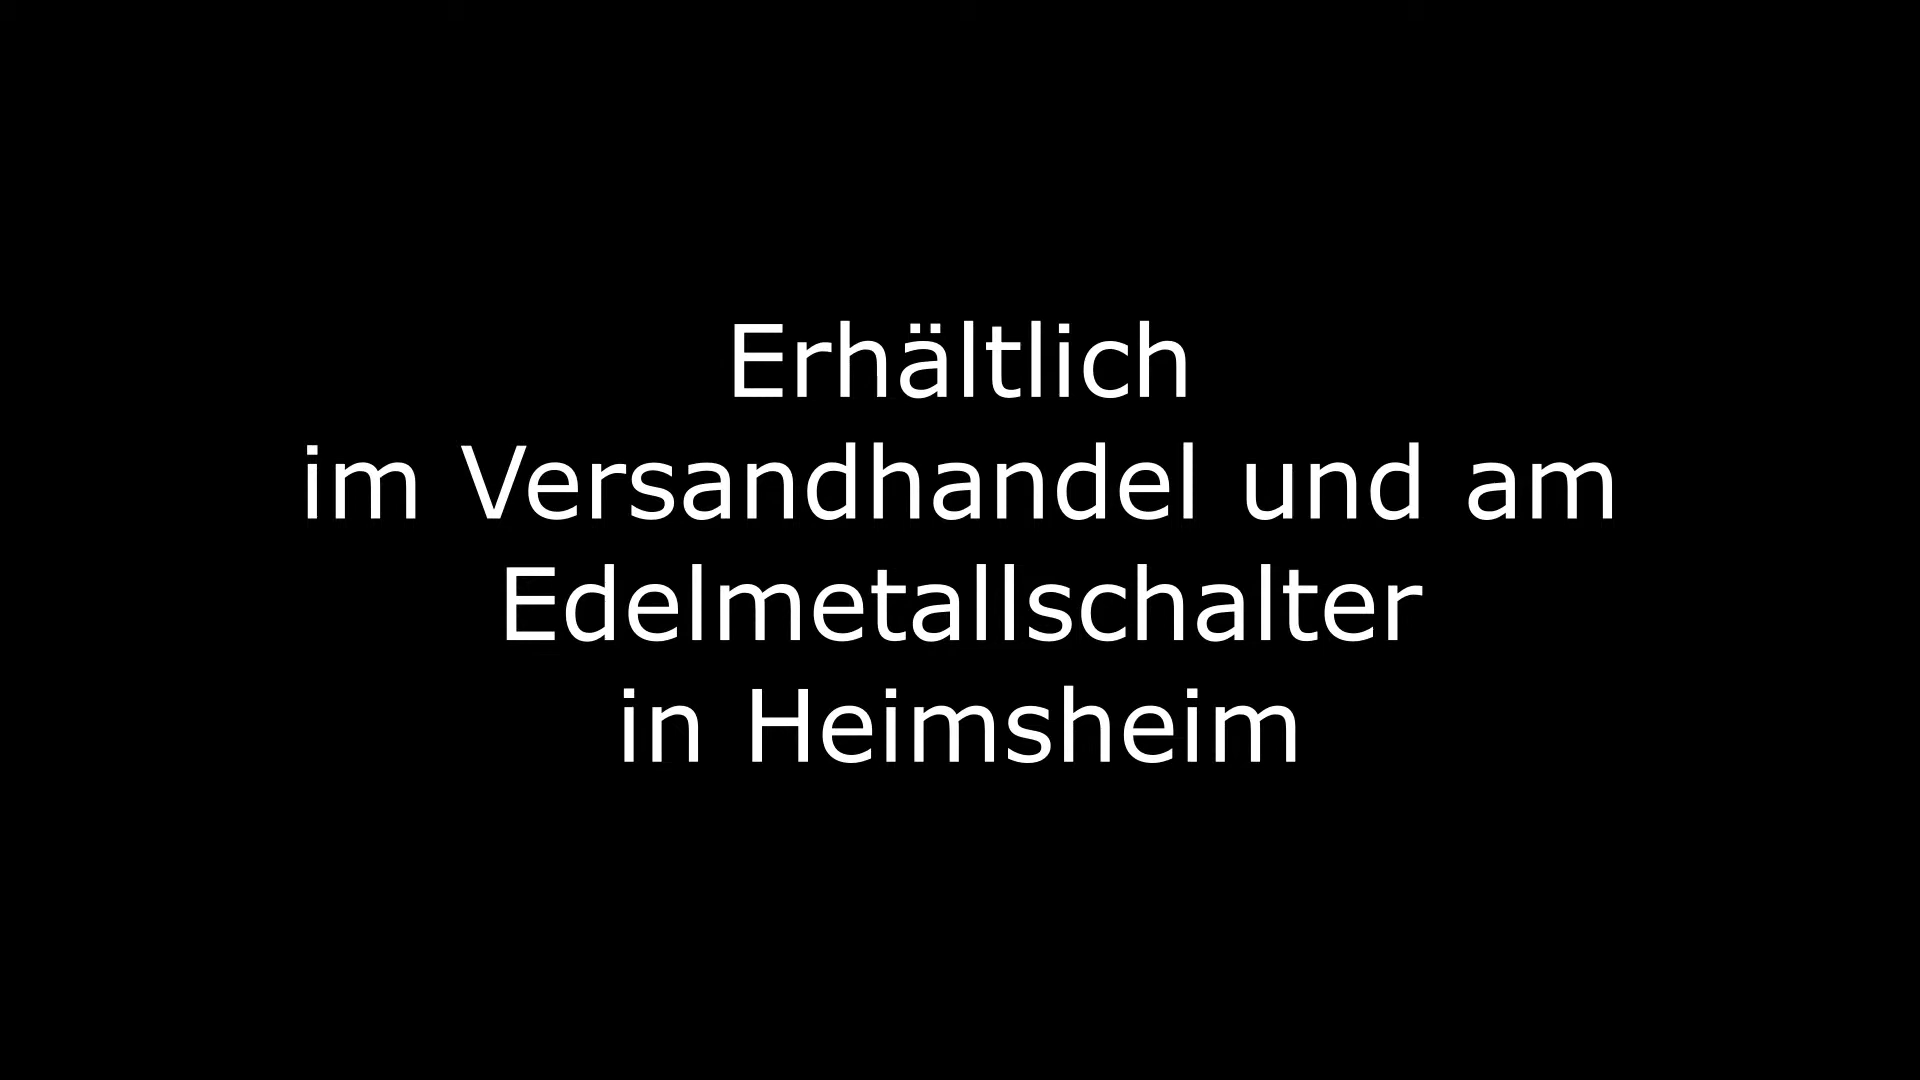 Erhältlich
im Versandhandel und am
Edelmetallschalter
in Heimsheim